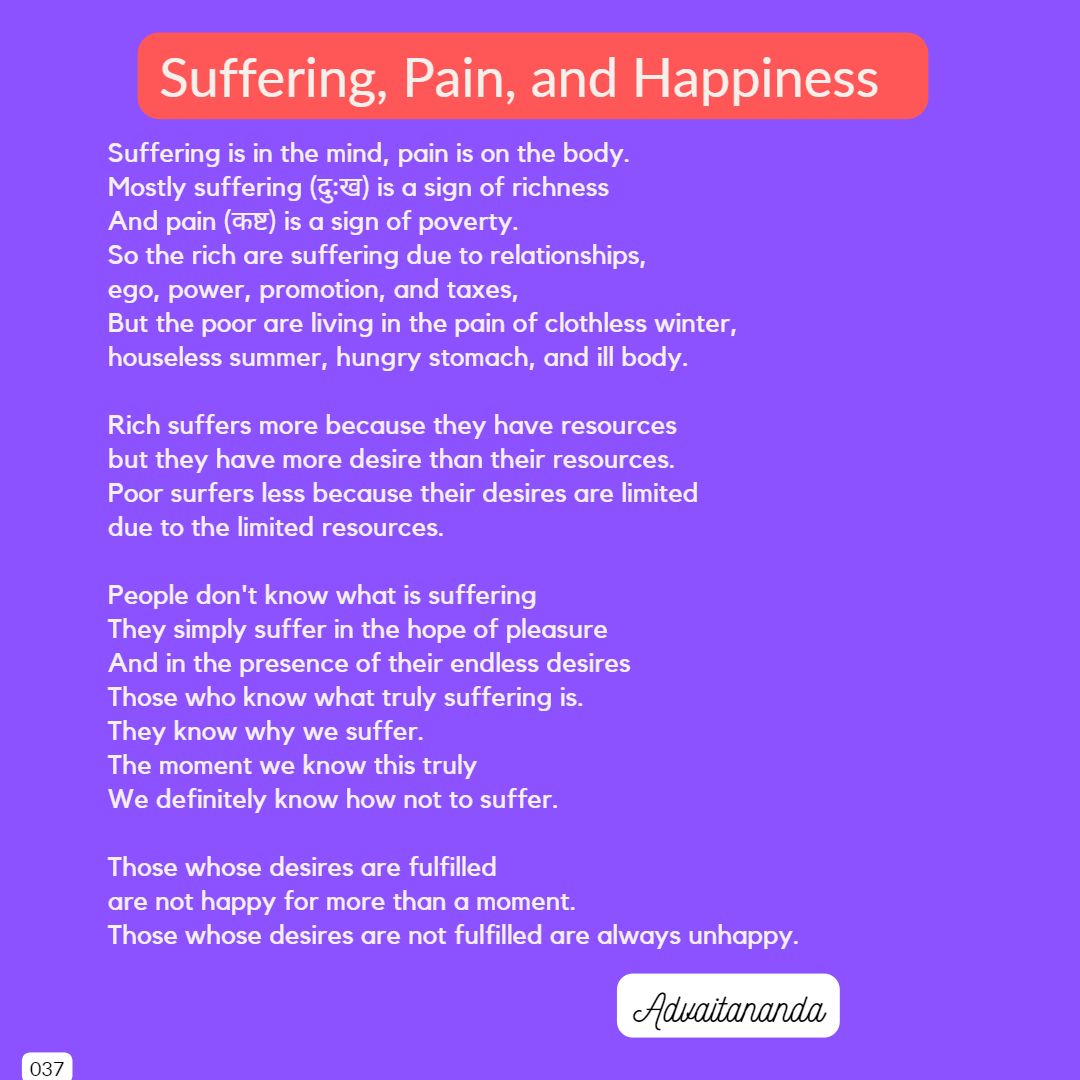 Suffering, Pain, and Happiness
Suffering is in the mind, pain is on the body.
Mostly suffering (दुःख) is a sign of richness
And pain (कष्ट) is a sign of poverty.
So the rich are suffering due to relationships,
ego, power, promotion, and taxes,
But the poor are living in the pain of clothless winter,
houseless summer, hungry stomach, and ill body.
Rich suffers more because they have resources
but they have more desire than their resources.
Poor surfers less because their desires are limited
due to the limited resources.
People don't know what is suffering
They simply suffer in the hope of pleasure
And in the presence of their endless desires
Those who know what truly suffering is.
They know why we suffer.
The moment we know this truly
We definitely know how not to suffer.
Those whose desires are fulfilled
are not happy for more than a moment.
Those whose desires are not fulfilled are always unhappy.
Advaitananda
037